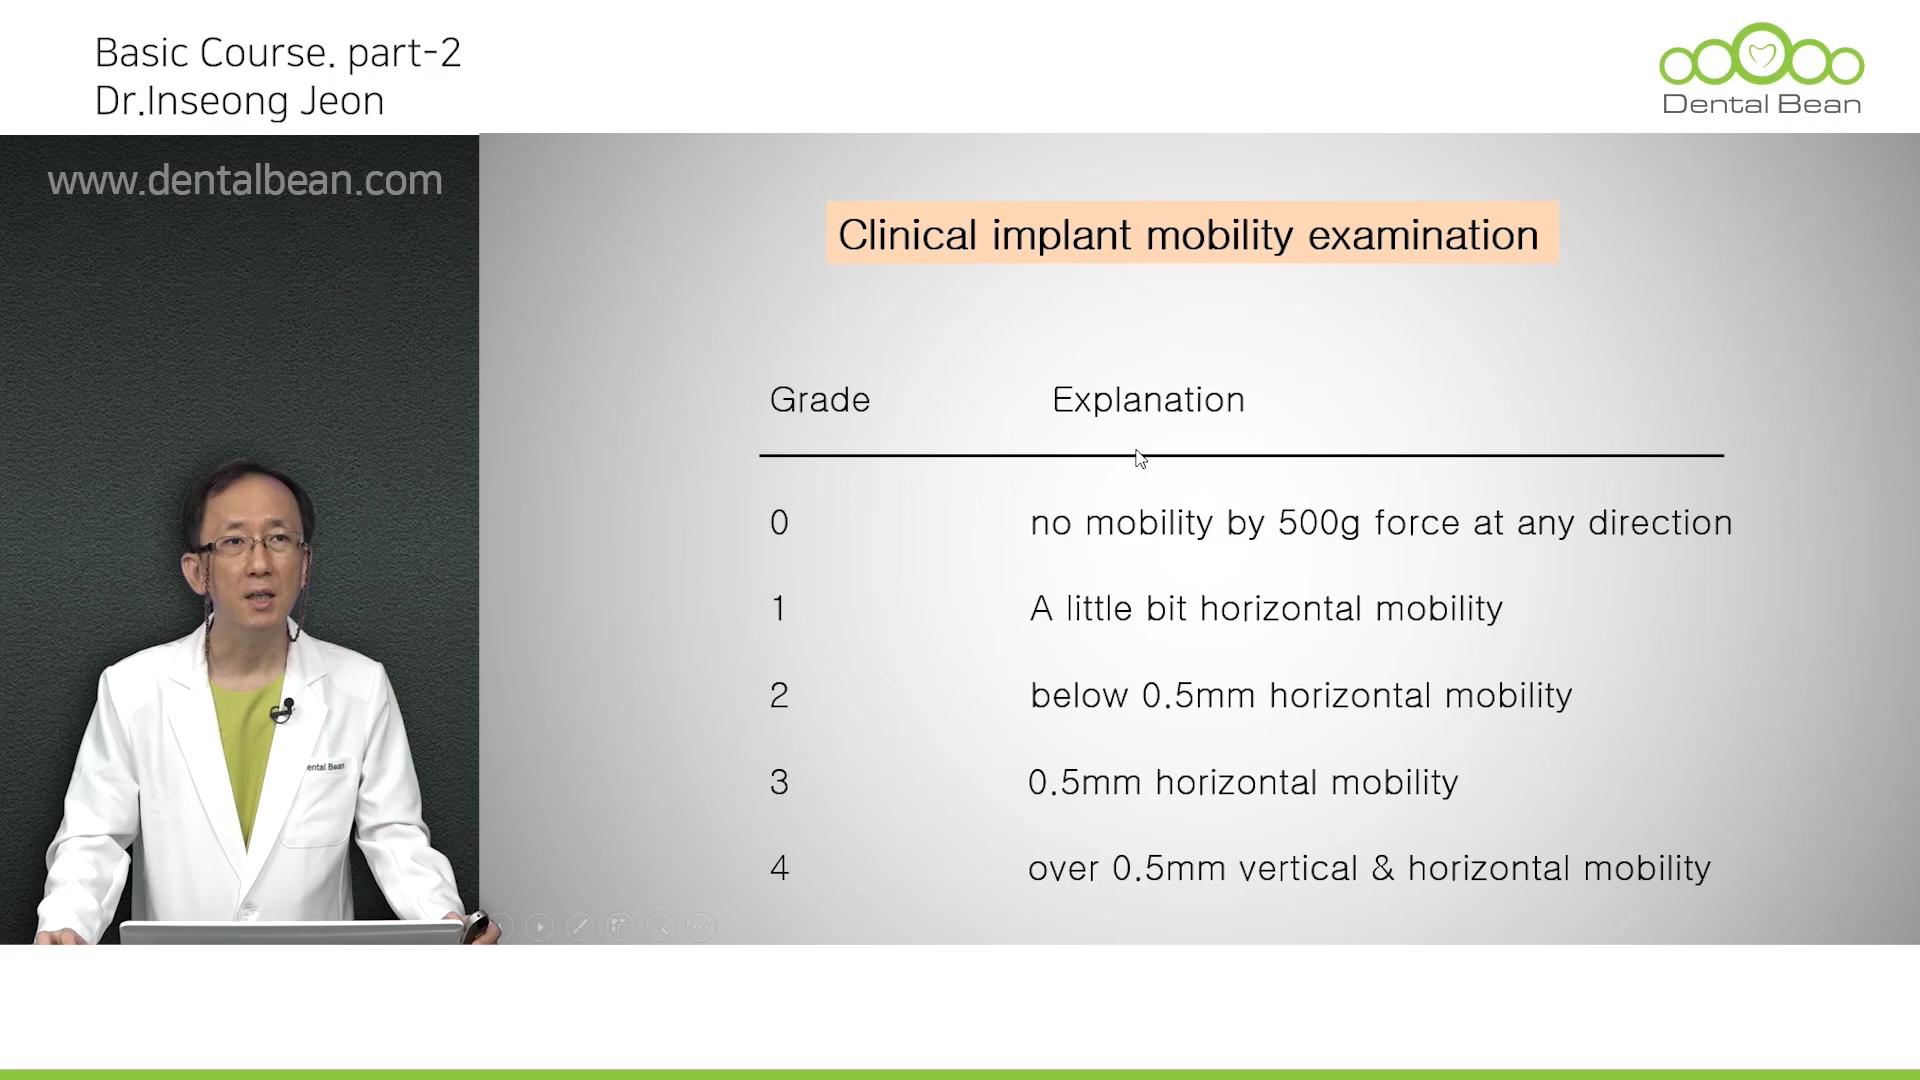 Basic Course. part-2
Dr.Inseong Jeon
Dental Bean
www.dentalbean.com
Clinical implant mobility examination
Grade Explanation
0 no mobility by 500g force at any direction
1 A little bit horizontal mobility
2 below 0.5mm horizontal mobility
3 0.5mm horizontal mobility
4 over 0.5mm vertical & horizontal mobility
ental Bean